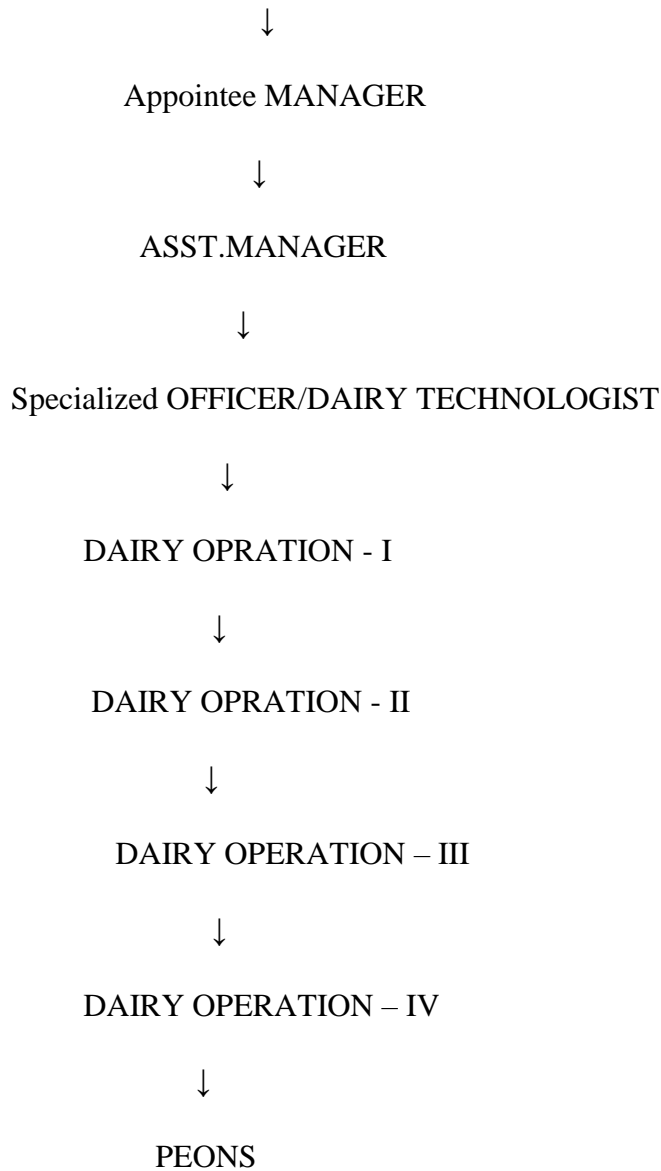 ↓
Appointee MANAGER
↓
ASST.MANAGER
↓
Specialized OFFICER/DAIRY TECHNOLOGIST
↓
DAIRY OPRATION - I
↓
DAIRY OPRATION - II
↓
DAIRY OPERATION – III
↓
DAIRY OPERATION – IV
↓
PEONS